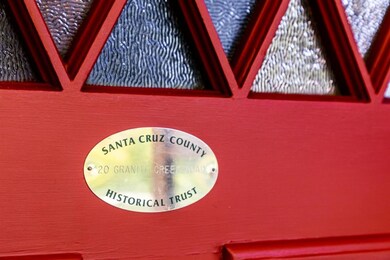 SANTA CRUZ COUNTY
20 GRANITE CREEK
HISTORICAL TRUST